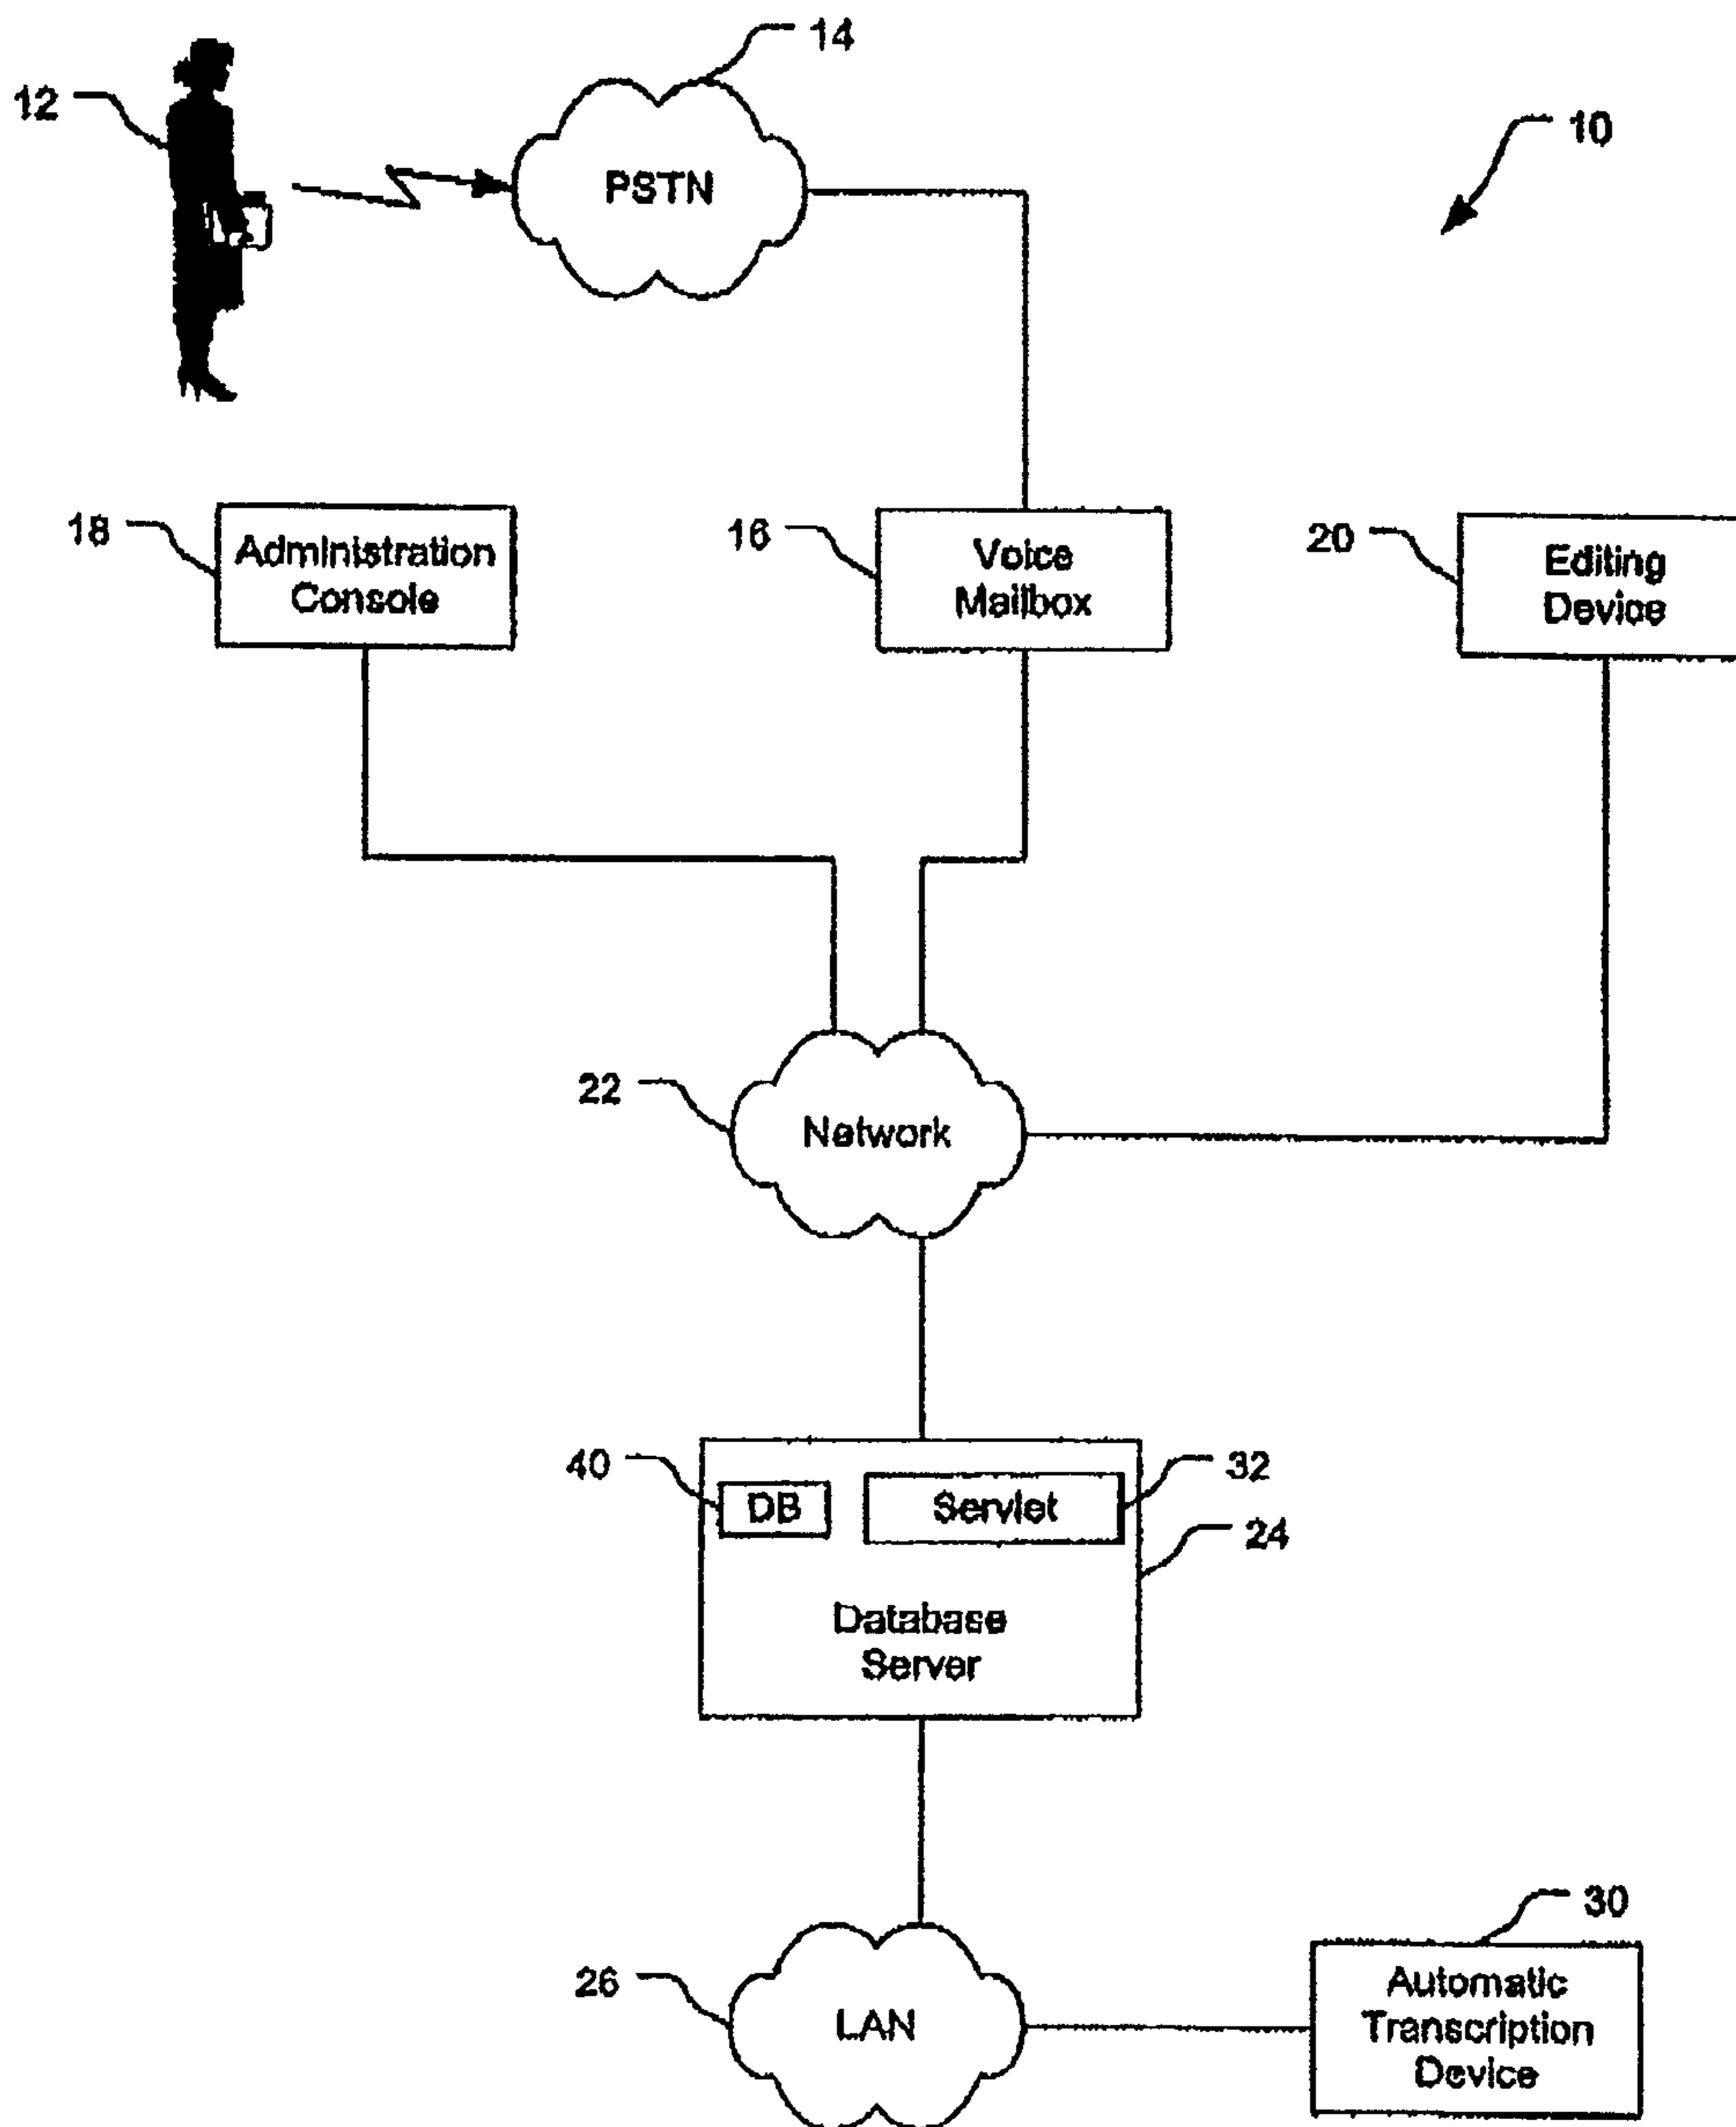 14
12
10
PSTN
18
Administration
Console
16
Voice
Mailbox
20
Editing
Device
22
Network
40
DB
Servlet
32
24
Database
Server
30
26
LAN
Automatic
Transcription
Device